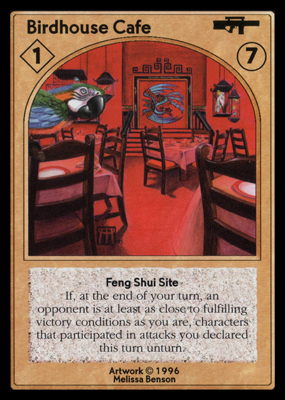 Birdhouse Cafe
1
7
Feng Shui Site
If, at the end of your turn, an
opponent is at least as close to fulfilling
victory conditions as you are, characters
that participated in attacks you declared
this turn unturn.
Artwork © 1996
Melissa Benson